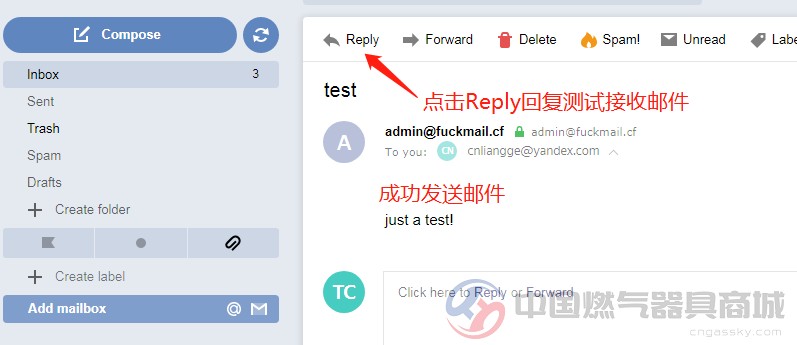 Compose
Inbox 3
Sent
Trash
Spam
Drafts
Create folder
Create label
Add mailbox @
Reply Forward Delete Spam! Unread Labe
test
点击Reply回复测试接收邮件
A
admin@fuckmail.cf admin@fuckmail.cf
To you: CN cnliangge@yandex.com
成功发送邮件
just a test!
TC
Click here to Reply or Forward
中国燃气器具商城
cngassky.com